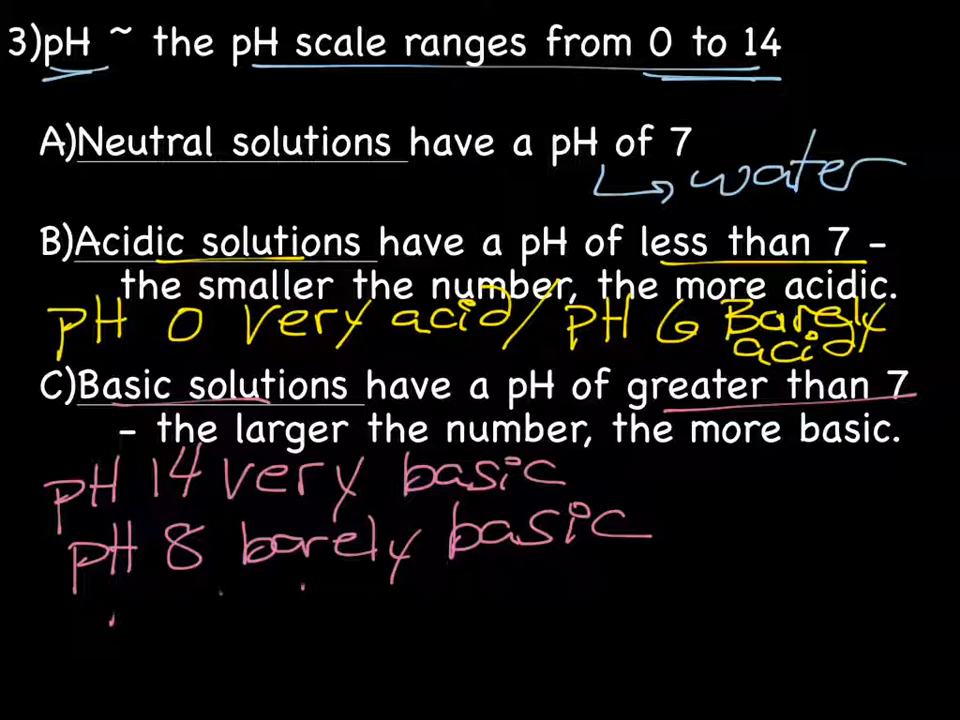 3)pH ~ the pH scale ranges from 0 to 14
A)Neutral solutions have a pH of 7
water
B)Acidic solutions have a pH of less than 7 -
the smaller the number, the more acidic.
pH 0 very acid/pH 6 Barely
acid
C)Basic solutions have a pH of greater than 7
- the larger the number, the more basic.
pH 14 very basic
pH 8 barely basic